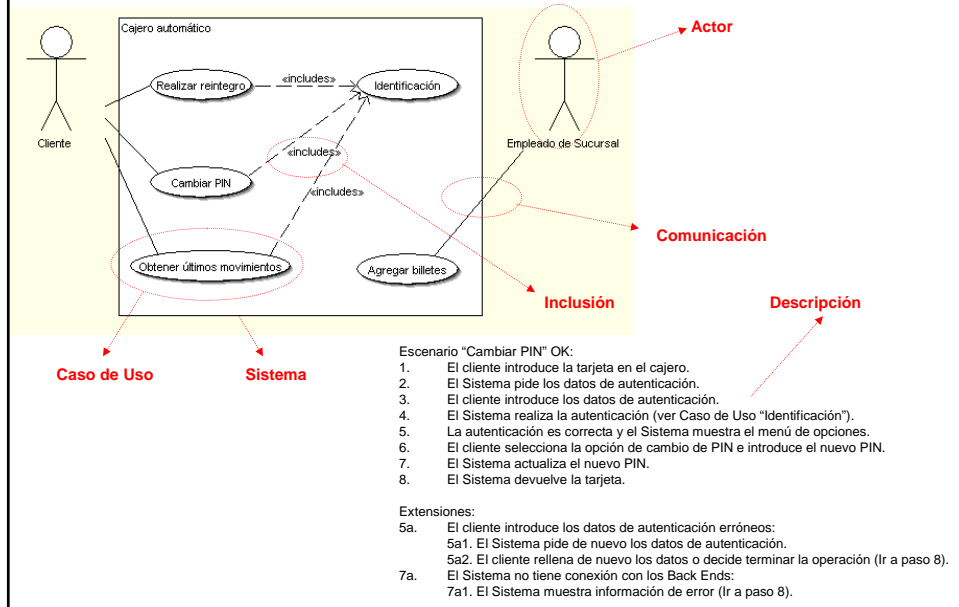 Cajero automático
Actor
Realizar reintegro
«includes»
Identificación
Cliente
Empleado de Sucursal
«includes»
Cambiar PIN
«includes»
Comunicación
Obtener últimos movimientos
Agregar billetes
Inclusión
Descripción
Caso de Uso
Sistema
Escenario “Cambiar PIN” OK:
1. El cliente introduce la tarjeta en el cajero.
2. El Sistema pide los datos de autenticación.
3. El cliente introduce los datos de autenticación.
4. El Sistema realiza la autenticación (ver Caso de Uso “Identificación”).
5. La autenticación es correcta y el Sistema muestra el menú de opciones.
6. El cliente selecciona la opción de cambio de PIN e introduce el nuevo PIN.
7. El Sistema actualiza el nuevo PIN.
8. El Sistema devuelve la tarjeta.
Extensiones:
5a. El cliente introduce los datos de autenticación erróneos:
5a1. El Sistema pide de nuevo los datos de autenticación.
5a2. El cliente rellena de nuevo los datos o decide terminar la operación (Ir a paso 8).
7a. El Sistema no tiene conexión con los Back Ends:
7a1. El Sistema muestra información de error (Ir a paso 8).